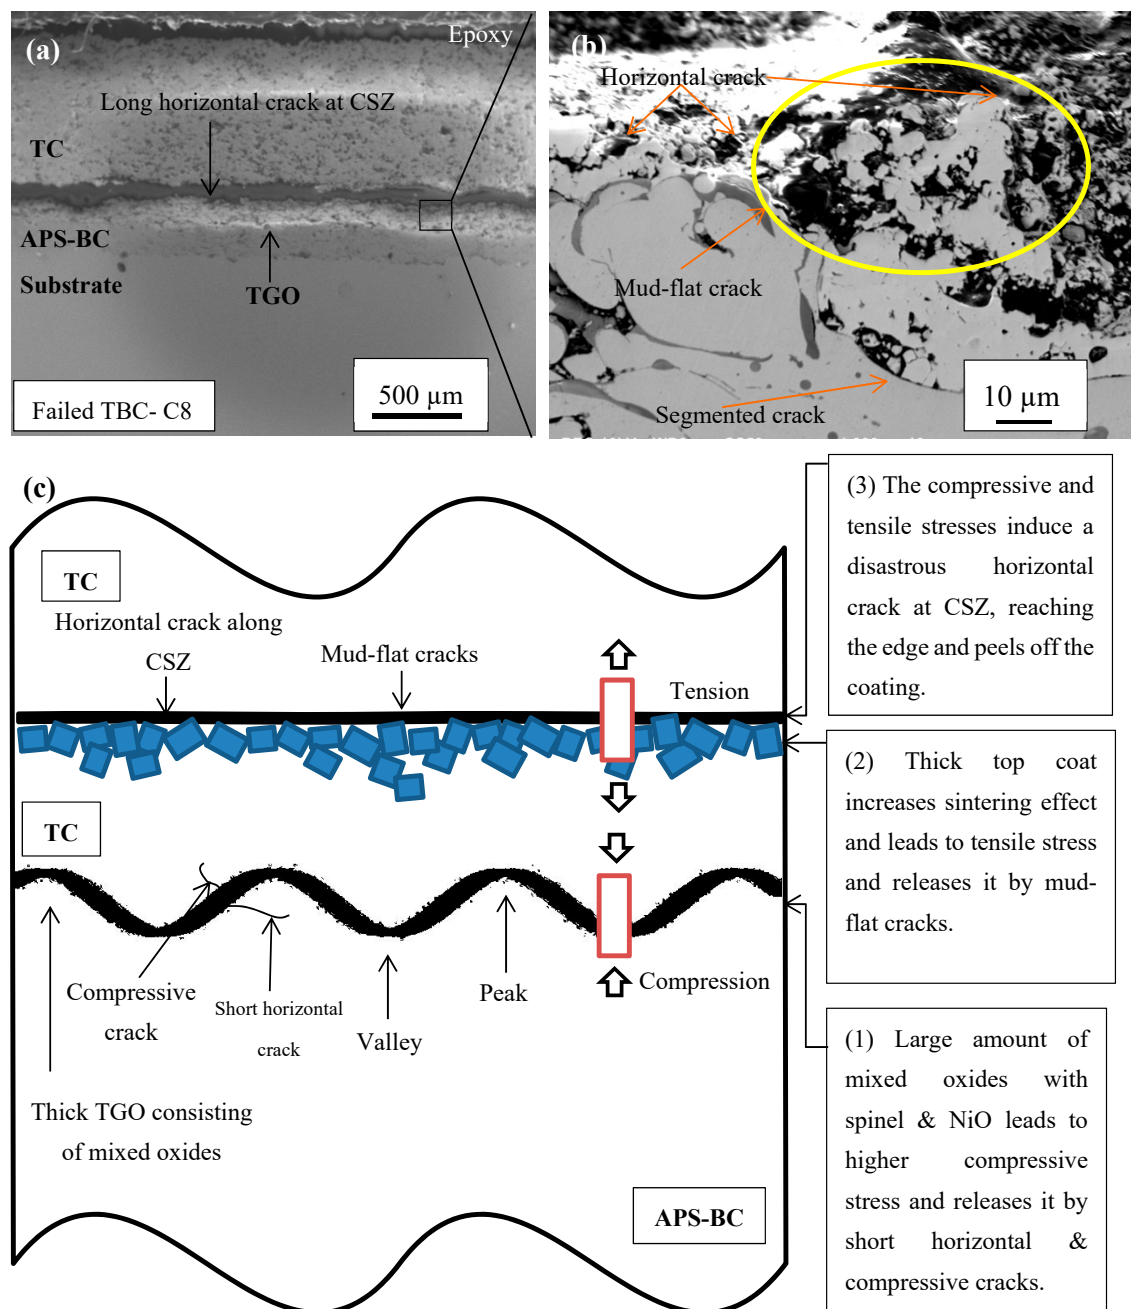 (a)
Epoxy
Long horizontal crack at CSZ
TC
APS-BC
Substrate
TGO
Failed TBC- C8
500 µm
(b)
Horizontal crack
Mud-flat crack
Segmented crack
10 µm
(c)
TC
Horizontal crack along
CSZ
Mud-flat cracks
Tension
TC
Compressive
crack
Short horizontal
crack
Valley
Peak
Compression
Thick TGO consisting
of mixed oxides
APS-BC
(3) The compressive and
tensile stresses induce a
disastrous horizontal
crack at CSZ, reaching
the edge and peels off the
coating.
(2) Thick top coat
increases sintering effect
and leads to tensile stress
and releases it by mud-
flat cracks.
(1) Large amount of
mixed oxides with
spinel & NiO leads to
higher compressive
stress and releases it by
short horizontal &
compressive cracks.